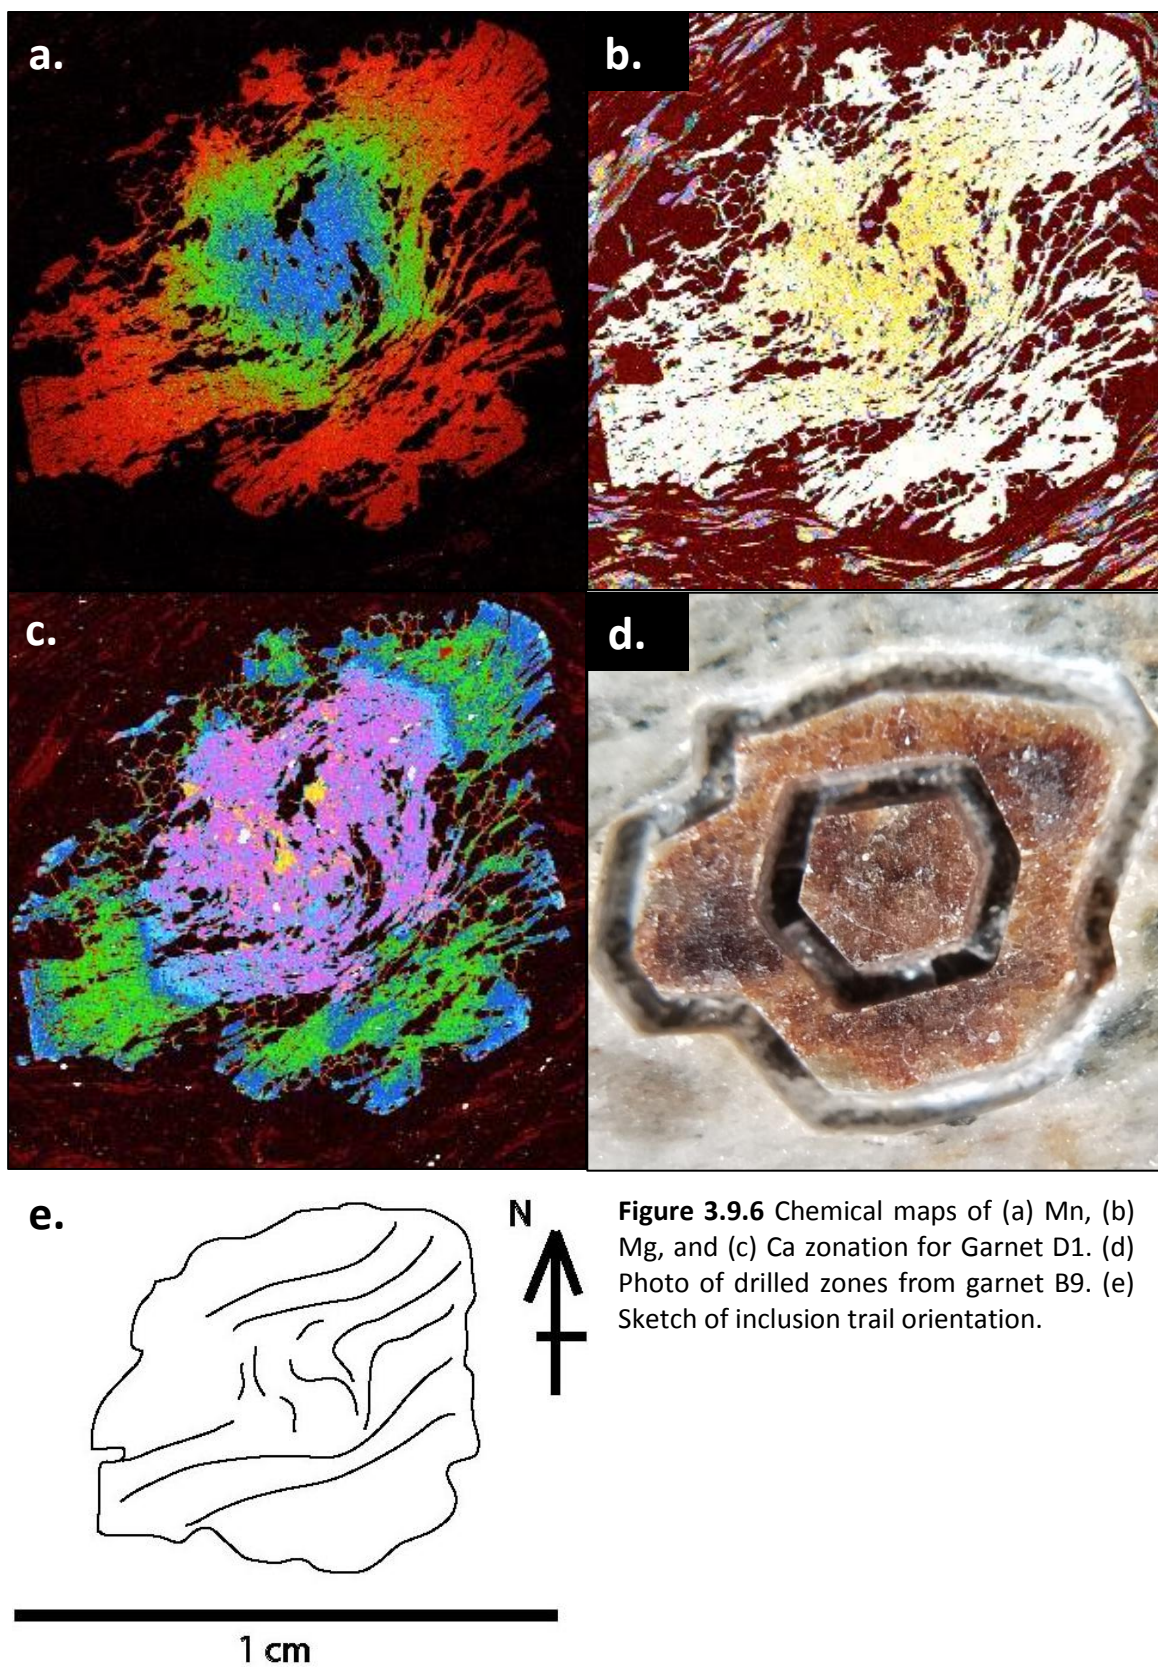 a.
b.
c.
d.
e.
N
1 cm
Figure 3.9.6 Chemical maps of (a) Mn, (b)
Mg, and (c) Ca zonation for Garnet D1. (d)
Photo of drilled zones from garnet B9. (e)
Sketch of inclusion trail orientation.